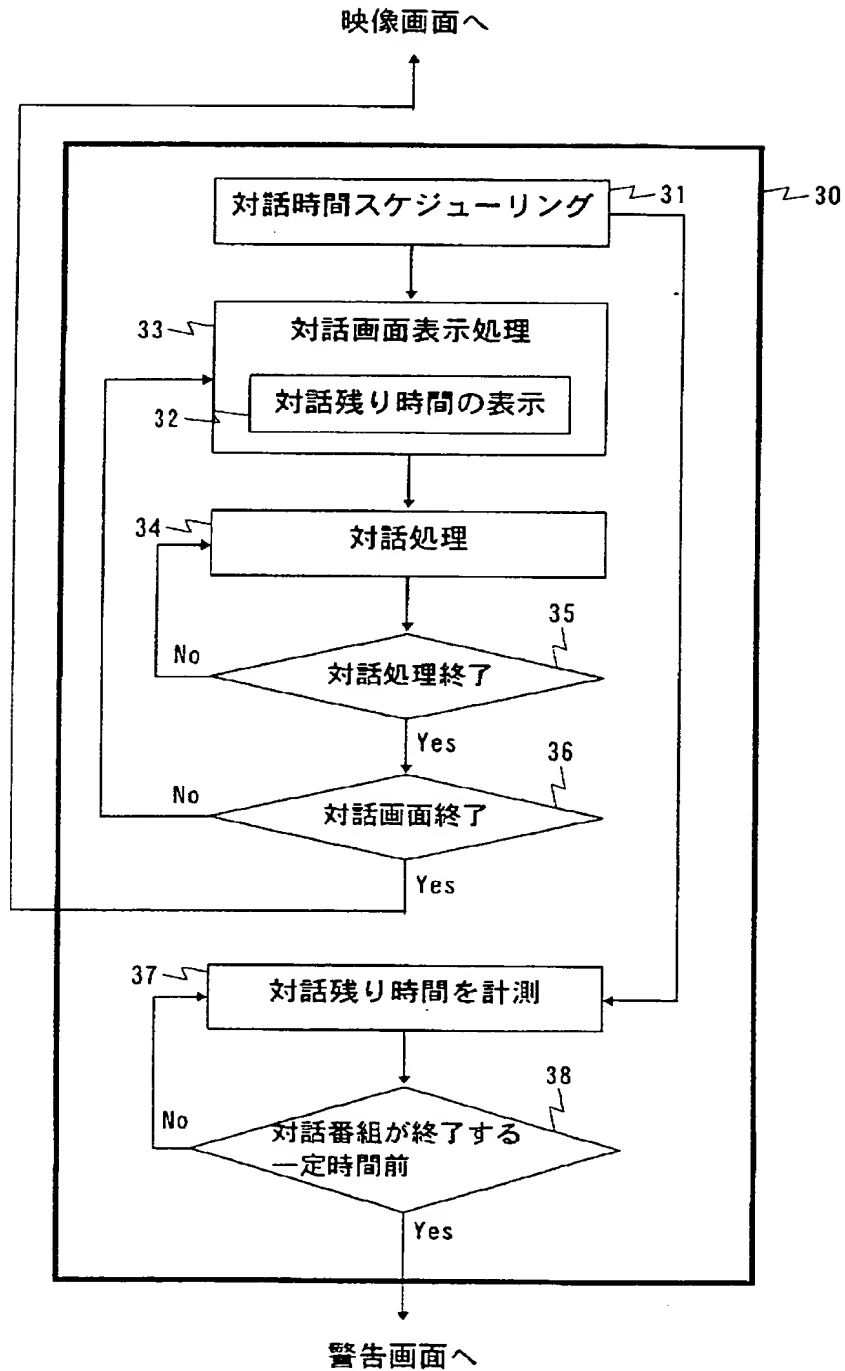 映像画面へ
対話時間スケジューリング
31
30
33
対話画面表示処理
32
対話残り時間の表示
34
対話処理
35
No
対話処理終了
Yes
36
No
対話画面終了
Yes
37
対話残り時間を計測
38
No
対話番組が終了する
一定時間前
Yes
警告画面へ